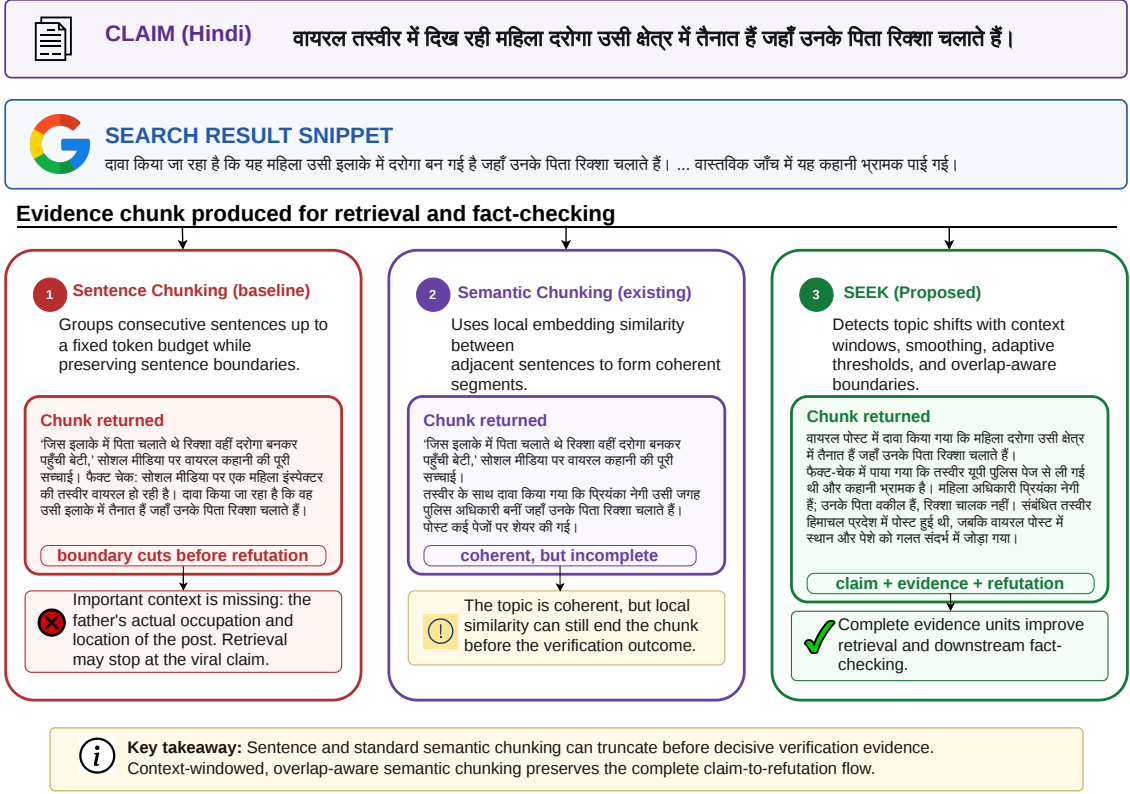 CLAIM (Hindi) वायरल तस्वीर में दिख रही महिला दरोगा उसी क्षेत्र में तैनात हैं जहाँ उनके पिता रिक्शा चलाते हैं।
SEARCH RESULT SNIPPET
दावा किया जा रहा है कि यह महिला उसी इलाके में दरोगा बन गई है जहाँ उनके पिता रिक्शा चलाते हैं। ... वास्तविक जाँच में यह कहानी भ्रामक पाई गई।
Evidence chunk produced for retrieval and fact-checking
1 Sentence Chunking (baseline)
Groups consecutive sentences up to
a fixed token budget while
preserving sentence boundaries.
Chunk returned
‘जिस इलाके में पिता चलाते थे रिक्शा वहीं दरोगा बनकर
पहुँची बेटी,’ सोशल मीडिया पर वायरल कहानी की पूरी
सच्चाई। फैक्ट चेक: सोशल मीडिया पर एक महिला इंस्पेक्टर
की तस्वीर वायरल हो रही है। दावा किया जा रहा है कि वह
उसी इलाके में तैनात हैं जहाँ उनके पिता रिक्शा चलाते हैं।
boundary cuts before refutation
Important context is missing: the
father's actual occupation and
location of the post. Retrieval
may stop at the viral claim.
2 Semantic Chunking (existing)
Uses local embedding similarity
between
adjacent sentences to form coherent
segments.
Chunk returned
‘जिस इलाके में पिता चलाते थे रिक्शा वहीं दरोगा बनकर
पहुँची बेटी,’ सोशल मीडिया पर वायरल कहानी की पूरी
सच्चाई।
तस्वीर के साथ दावा किया गया कि प्रियंका नेगी उसी जगह
पुलिस अधिकारी बनीं जहाँ उनके पिता रिक्शा चलाते हैं।
पोस्ट कई पेजों पर शेयर की गई।
coherent, but incomplete
The topic is coherent, but local
similarity can still end the chunk
before the verification outcome.
3 SEEK (Proposed)
Detects topic shifts with context
windows, smoothing, adaptive
thresholds, and overlap-aware
boundaries.
Chunk returned
वायरल पोस्ट में दावा किया गया कि महिला दरोगा उसी क्षेत्र
में तैनात हैं जहाँ उनके पिता रिक्शा चलाते हैं।
फैक्ट-चेक में पाया गया कि तस्वीर यूपी पुलिस पेज से ली गई
थी और कहानी भ्रामक है। महिला अधिकारी प्रियंका नेगी
हैं; उनके पिता वकील हैं, रिक्शा चालक नहीं। संबंधित तस्वीर
हिमाचल प्रदेश में पोस्ट हुई थी, जबकि वायरल पोस्ट में
स्थान और पेशे को गलत संदर्भ में जोड़ा गया।
claim + evidence + refutation
Complete evidence units improve
retrieval and downstream fact-
checking.
Key takeaway: Sentence and standard semantic chunking can truncate before decisive verification evidence.
Context-windowed, overlap-aware semantic chunking preserves the complete claim-to-refutation flow.